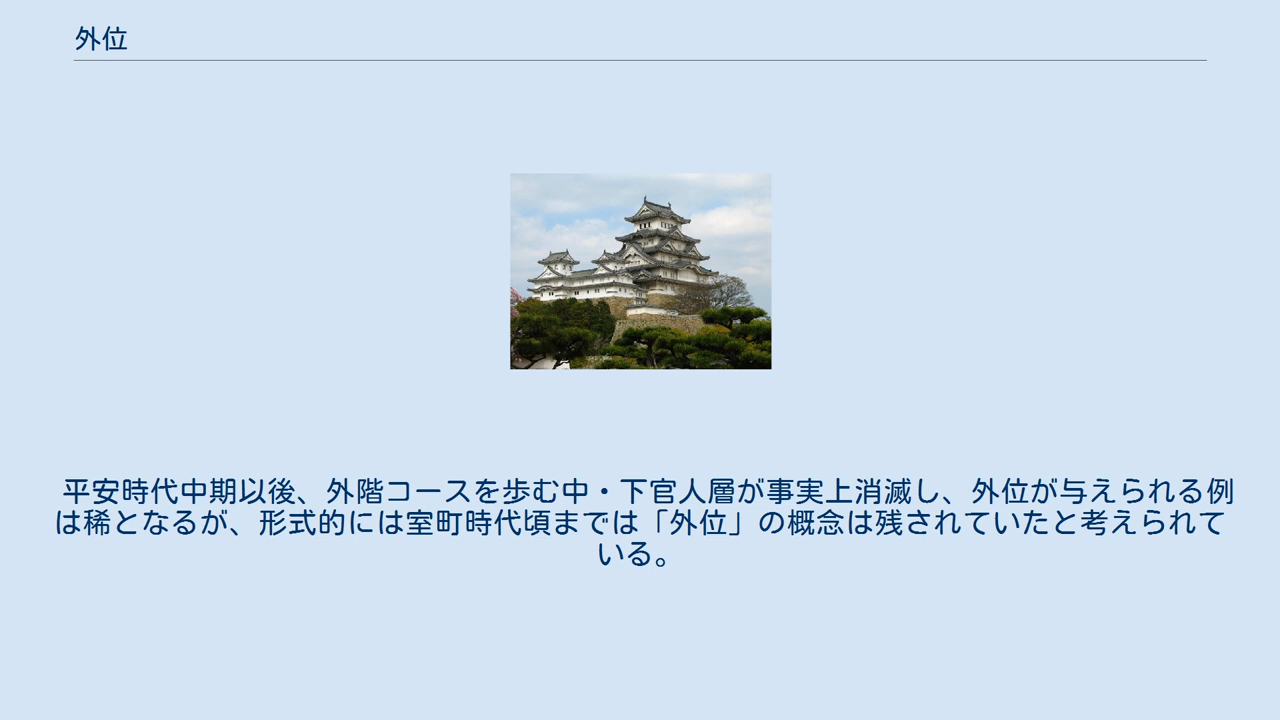 外位
平安時代中期以後、外階コースを歩む中・下官人層が事実上消滅し、外位が与えられる例
は稀となるが、形式的には室町時代頃までは「外位」の概念は残されていたと考えられて
いる。